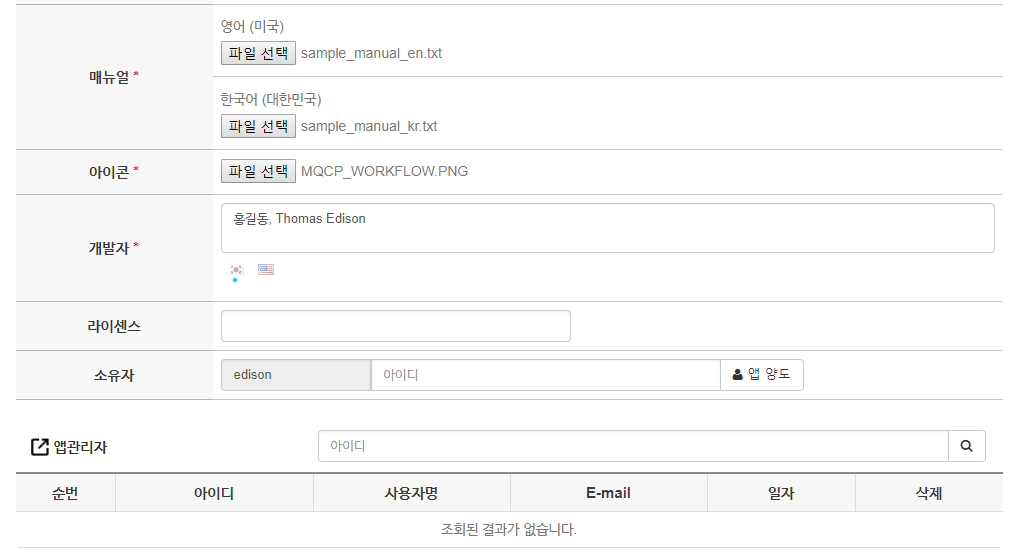 영어 (미국)
매뉴얼 *
파일 선택 sample_manual_en.txt
한국어 (대한민국)
파일 선택 sample_manual_kr.txt
아이콘 *
파일 선택 MQCP_WORKFLOW.PNG
개발자 *
홍길동, Thomas Edison
라이센스
소유자
edison
아이디
앱 양도
앱관리자
아이디
순번 아이디 사용자명 E-mail 일자 삭제
조회된 결과가 없습니다.